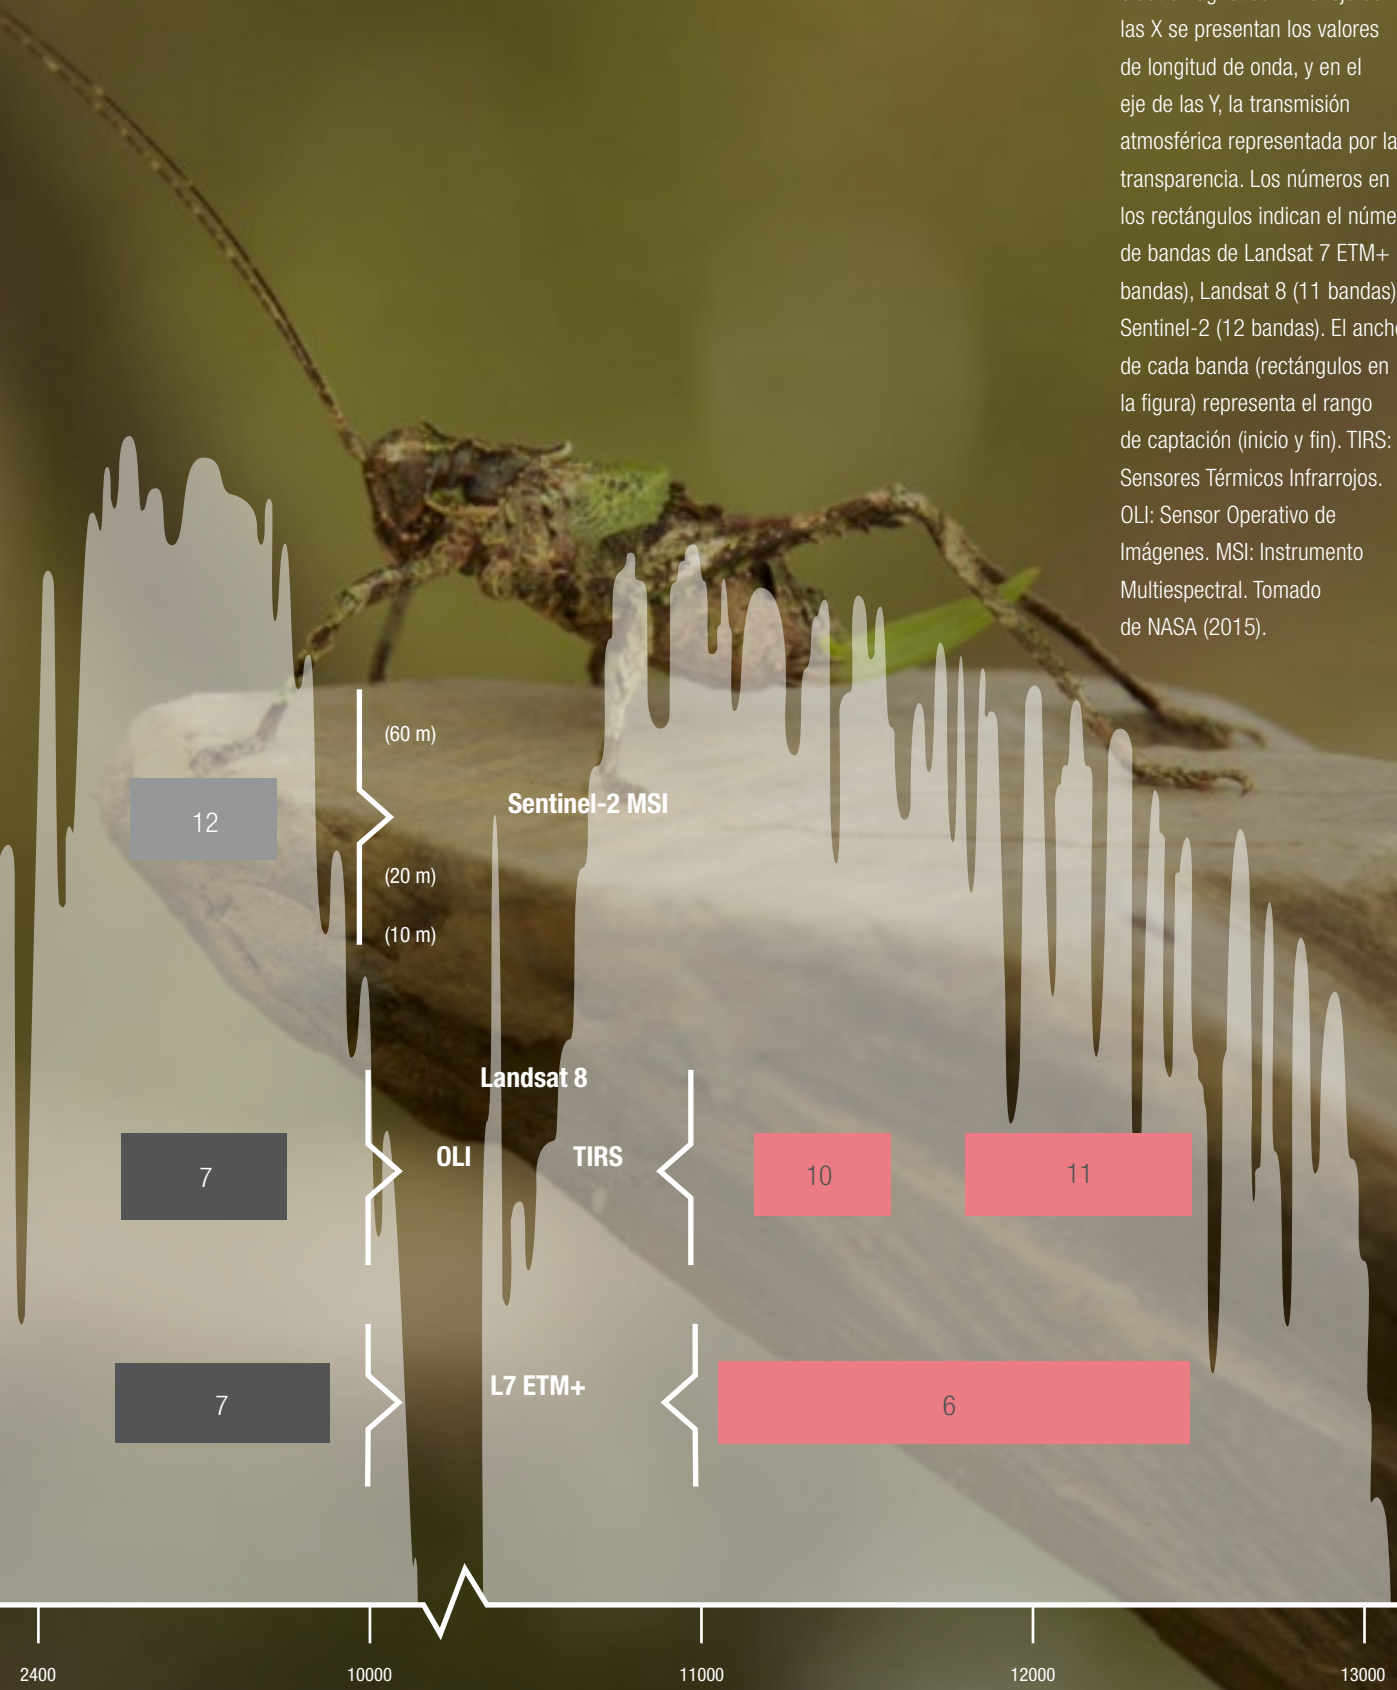 las X se presentan los valores
de longitud de onda, y en el
eje de las Y, la transmisión
atmosférica representada por la
transparencia. Los números en
los rectángulos indican el núme
de bandas de Landsat 7 ETM+
bandas), Landsat 8 (11 bandas)
Sentinel-2 (12 bandas). El anch
de cada banda (rectángulos en
la figura) representa el rango
de captación (inicio y fin). TIRS:
Sensores Térmicos Infrarrojos.
OLI: Sensor Operativo de
Imágenes. MSI: Instrumento
Multiespectral. Tomado
de NASA (2015).
(60 m)
Sentinel-2 MSI
12
(20 m)
(10 m)
Landsat 8
OLI
TIRS
7
10
11
L7 ETM+
7
6
2400
10000
11000
12000
13000